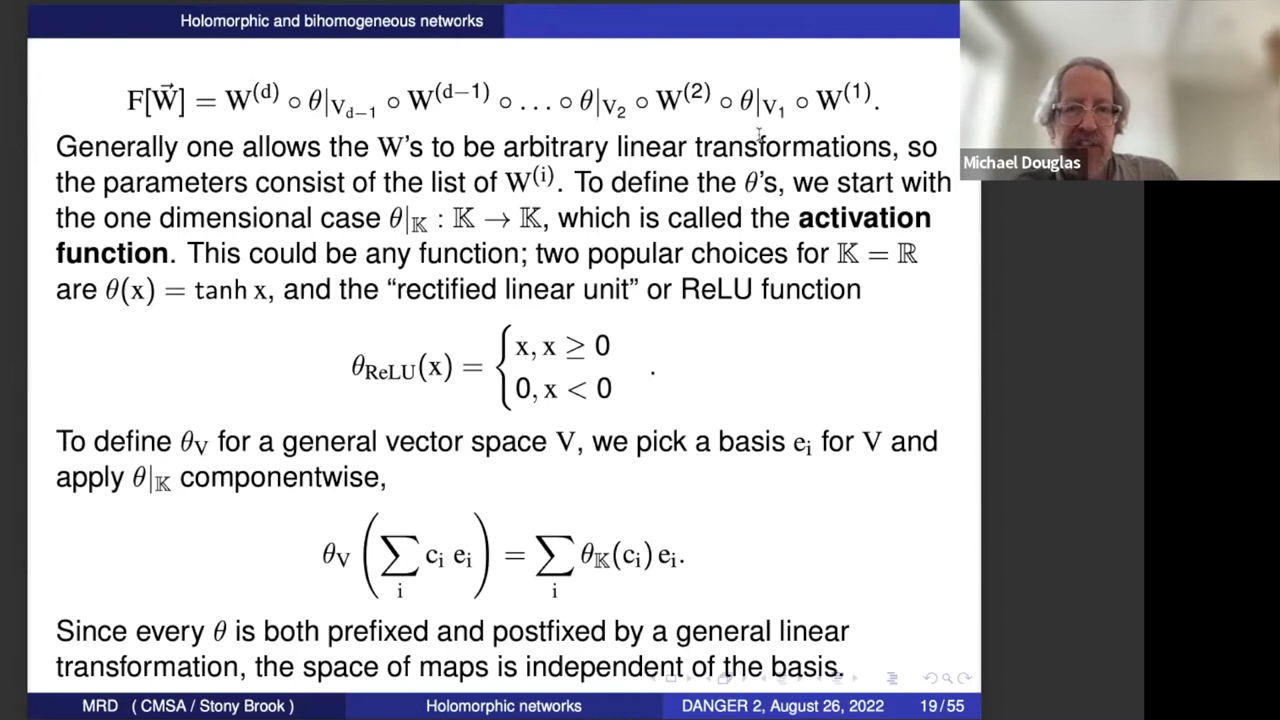 Holomorphic and bihomogeneous networks
F[W⃗] = W⁽ᵈ⁾ ∘ θ|_{V_{d−1}} ∘ W⁽ᵈ⁻¹⁾ ∘ … ∘ θ|_{V_2} ∘ W⁽²⁾ ∘ θ|_{V_1} ∘ W⁽¹⁾.
Generally one allows the W's to be arbitrary linear transformations, so
the parameters consist of the list of W⁽ⁱ⁾. To define the θ's, we start with
the one dimensional case θ|_𝕂 : 𝕂 → 𝕂, which is called the activation
function. This could be any function; two popular choices for 𝕂 = ℝ
are θ(x) = tanh x, and the “rectified linear unit” or ReLU function
θ_ReLU(x) = { x, x ≥ 0
0, x < 0 .
To define θ_V for a general vector space V, we pick a basis e_i for V and
apply θ|_𝕂 componentwise,
θ_V (∑_i c_i e_i) = ∑_i θ_𝕂(c_i) e_i.
Since every θ is both prefixed and postfixed by a general linear
transformation, the space of maps is independent of the basis.
MRD ( CMSA / Stony Brook ) Holomorphic networks DANGER 2, August 26, 2022 19/55
Michael Douglas